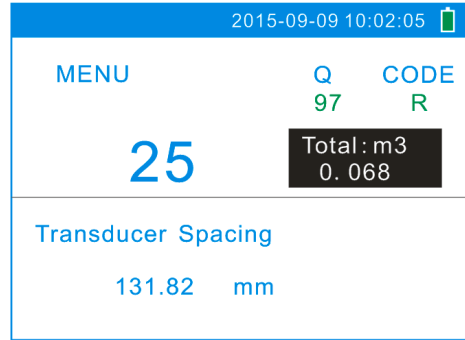 2015-09-09 10:02:05
MENU Q CODE
97 R
25
Total:m3
0.068
Transducer Spacing
131.82 mm